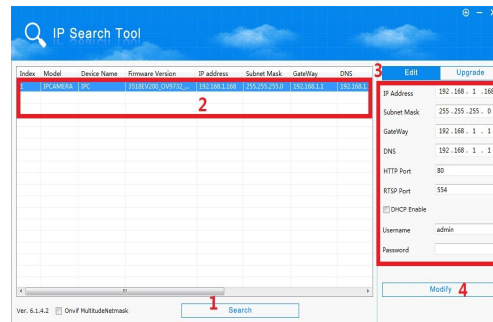 IP Search Tool
Index Model Device Name Firmware Version IP address Subnet Mask GateWay DNS
1 IPCAMERA IPC 3518EV200_OV9732_... 192.168.1.168 255.255.255.0 192.168.1.1 192.168.1.
2
3 Edit Upgrade
IP Address 192 .168 . 1 .168
Subnet Mask 255 .255 .255 . 0
GateWay 192 .168 . 1 . 1
DNS 192 .168 . 1 . 1
HTTP Port 80
RTSP Port 554
DHCP Enable
Username admin
Password
Modify 4
Ver. 6.1.4.2 Onvif MultitudeNetmask 1 Search